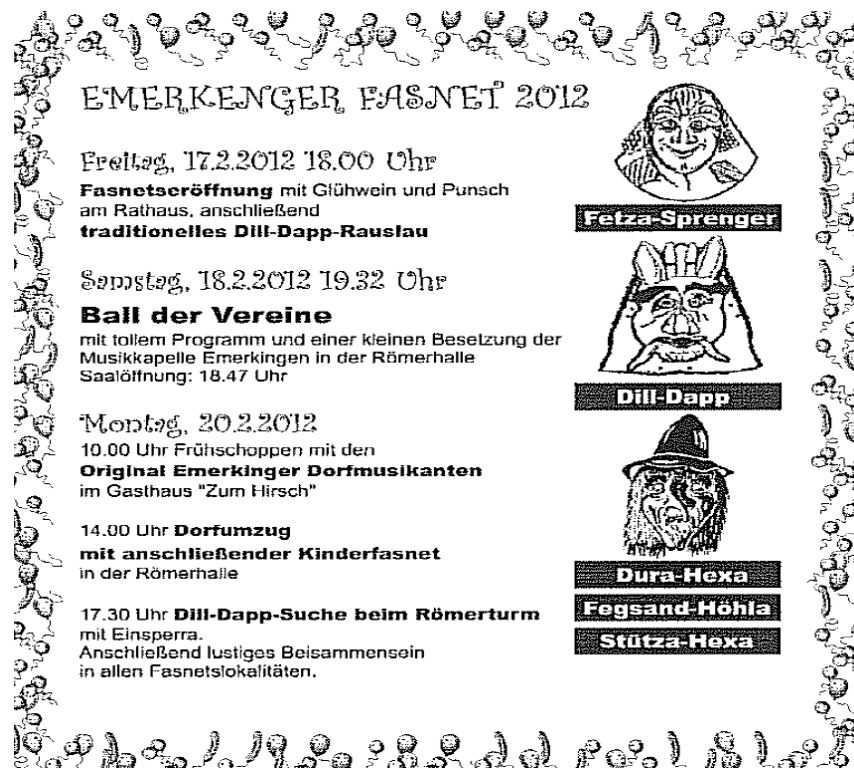 EMERKENGER FASNET 2012
Freitag, 17.2.2012 18.00 Uhr
Fasnetseröffnung mit Glühwein und Punsch
am Rathaus, anschließend
traditionelles Dill-Dapp-Rauslau
Samstag, 18.2.2012 19.32 Uhr
Ball der Vereine
mit tollem Programm und einer kleinen Besetzung der
Musikkapelle Emerkingen in der Römerhalle
Saalöffnung: 18.47 Uhr
Montag, 20.2.2012
10.00 Uhr Frühschoppen mit den
Original Emerkinger Dorfmusikanten
im Gasthaus "Zum Hirsch"
14.00 Uhr Dorfumzug
mit anschließender Kinderfasnet
in der Römerhalle
17.30 Uhr Dill-Dapp-Suche beim Römerturm
mit Einsperra.
Anschließend lustiges Beisammensein
in allen Fasnetslokalitäten.
Fetza-Sprenger
Dill-Dapp
Dura-Hexa
Fegsand-Höhla
Stütza-Hexa